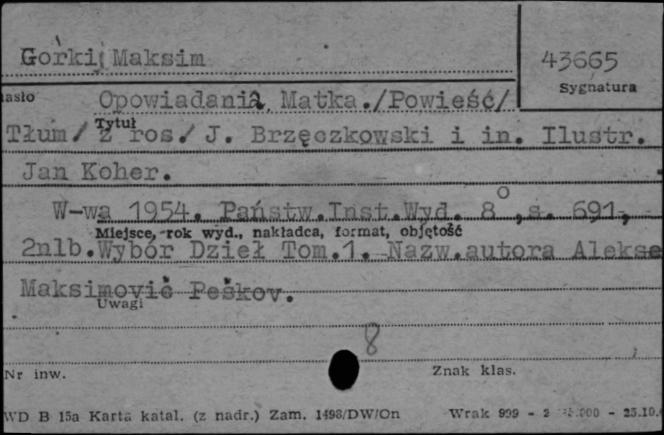 Gorki Maksim
43665
Sygnatura
hasło
Opowiadania. Matka./Powieść/
Tytuł
Tłum/ z ros./ J. Brzęczkowski i in. Ilustr.
Jan Koher.
W-wa 1954. Państw.Inst.Wyd. 8°,s. 691,
Miejsce, rok wyd., nakładca, format, objętość
2nlb.Wybór Dzieł Tom.1. Nazw.autora Alekse
Maksimovič Peškov.
Uwagi
8
Nr inw.
Znak klas.
WD B 15a Karta katal. (z nadr.) Zam. 1498/DW/On
Wrak 999 - 2 000 - 25.10.